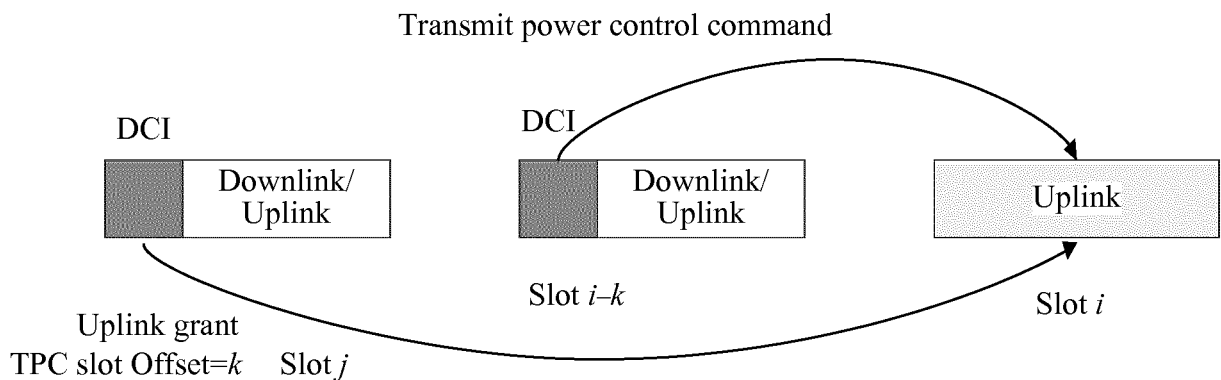 Transmit power control command
DCI
DCI
Downlink/
Uplink
Downlink/
Uplink
Uplink
Slot i–k
Slot i
Uplink grant
TPC slot Offset=k
Slot j